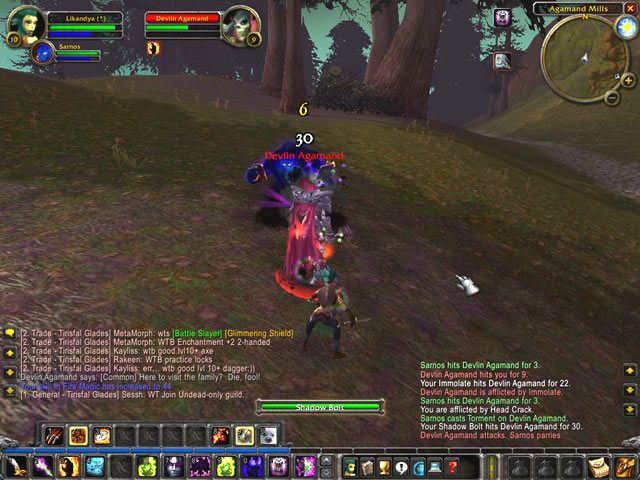 Likandya (*)
10
Sarnos
Devlin Agamand
9
Agamand Mills
N
6
30
Devlin Agamand
[2. Trade - Tirisfal Glades] MetaMorph: wts [Battle Slayer] [Glimmering Shield]
[2. Trade - Tirisfal Glades] MetaMorph: WTB Enchantment +2 2-handed
[2. Trade - Tirisfal Glades] Kayliss: wtb good lvl10+ axe
[2. Trade - Tirisfal Glades] Rakeen: WTB practice locks
[2. Trade - Tirisfal Glades] Kayliss: err... wtb good lvl 10+ dagger:))
Devlin Agamand says: [Common] Here to visit the family? Die, fool!
Your skill in Fire Magic has increased to 44.
[1. General - Tirisfal Glades] Sessh: WT Join Undead-only guild.
Sarnos hits Devlin Agamand for 3.
Devlin Agamand hits you for 9.
Your Immolate hits Devlin Agamand for 22.
Devlin Agamand is afflicted by Immolate.
Sarnos hits Devlin Agamand for 3.
You are afflicted by Head Crack.
Sarnos casts Torment on Devlin Agamand.
Your Shadow Bolt hits Devlin Agamand for 30.
Devlin Agamand attacks. Sarnos parries.
Shadow Bolt